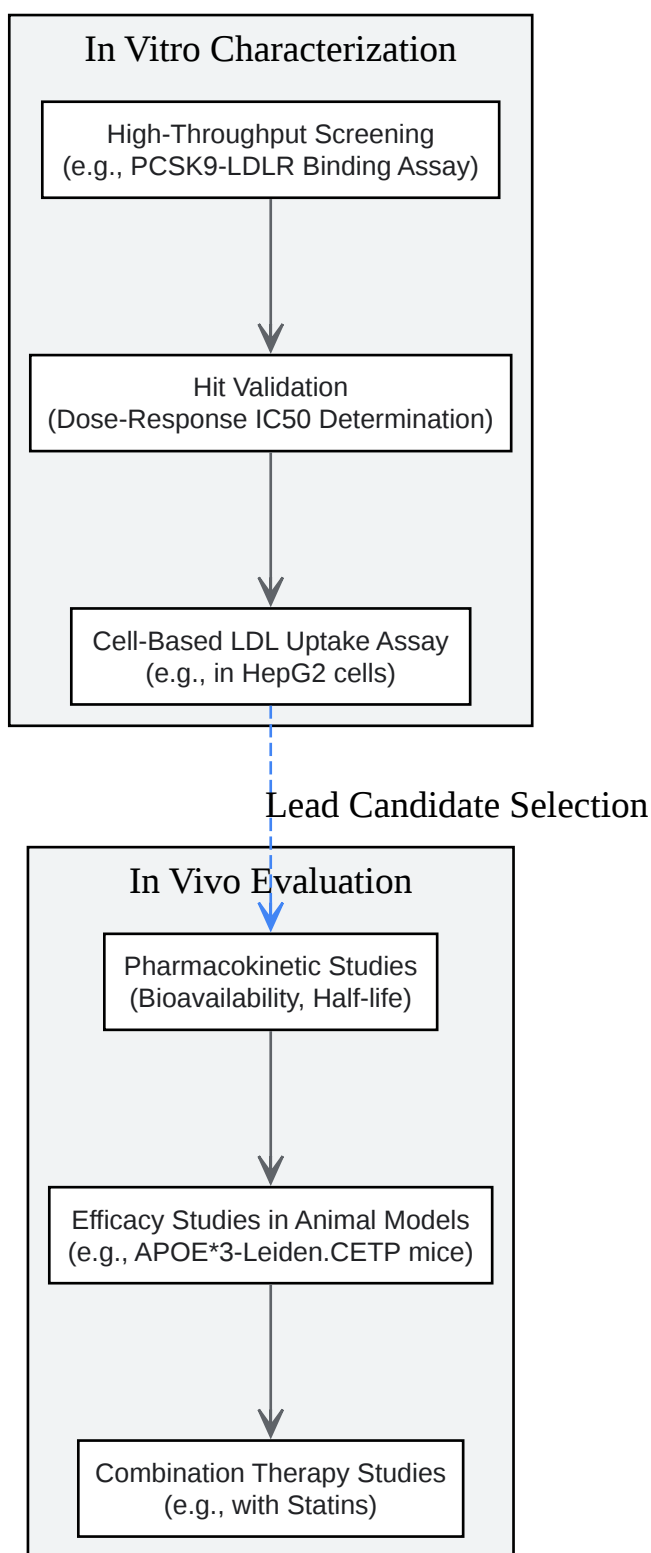 In Vitro Characterization
High-Throughput Screening
(e.g., PCSK9-LDLR Binding Assay)
Hit Validation
(Dose-Response IC50 Determination)
Cell-Based LDL Uptake Assay
(e.g., in HepG2 cells)
Lead Candidate Selection
In Vivo Evaluation
Pharmacokinetic Studies
(Bioavailability, Half-life)
Efficacy Studies in Animal Models
(e.g., APOE*3-Leiden.CETP mice)
Combination Therapy Studies
(e.g., with Statins)